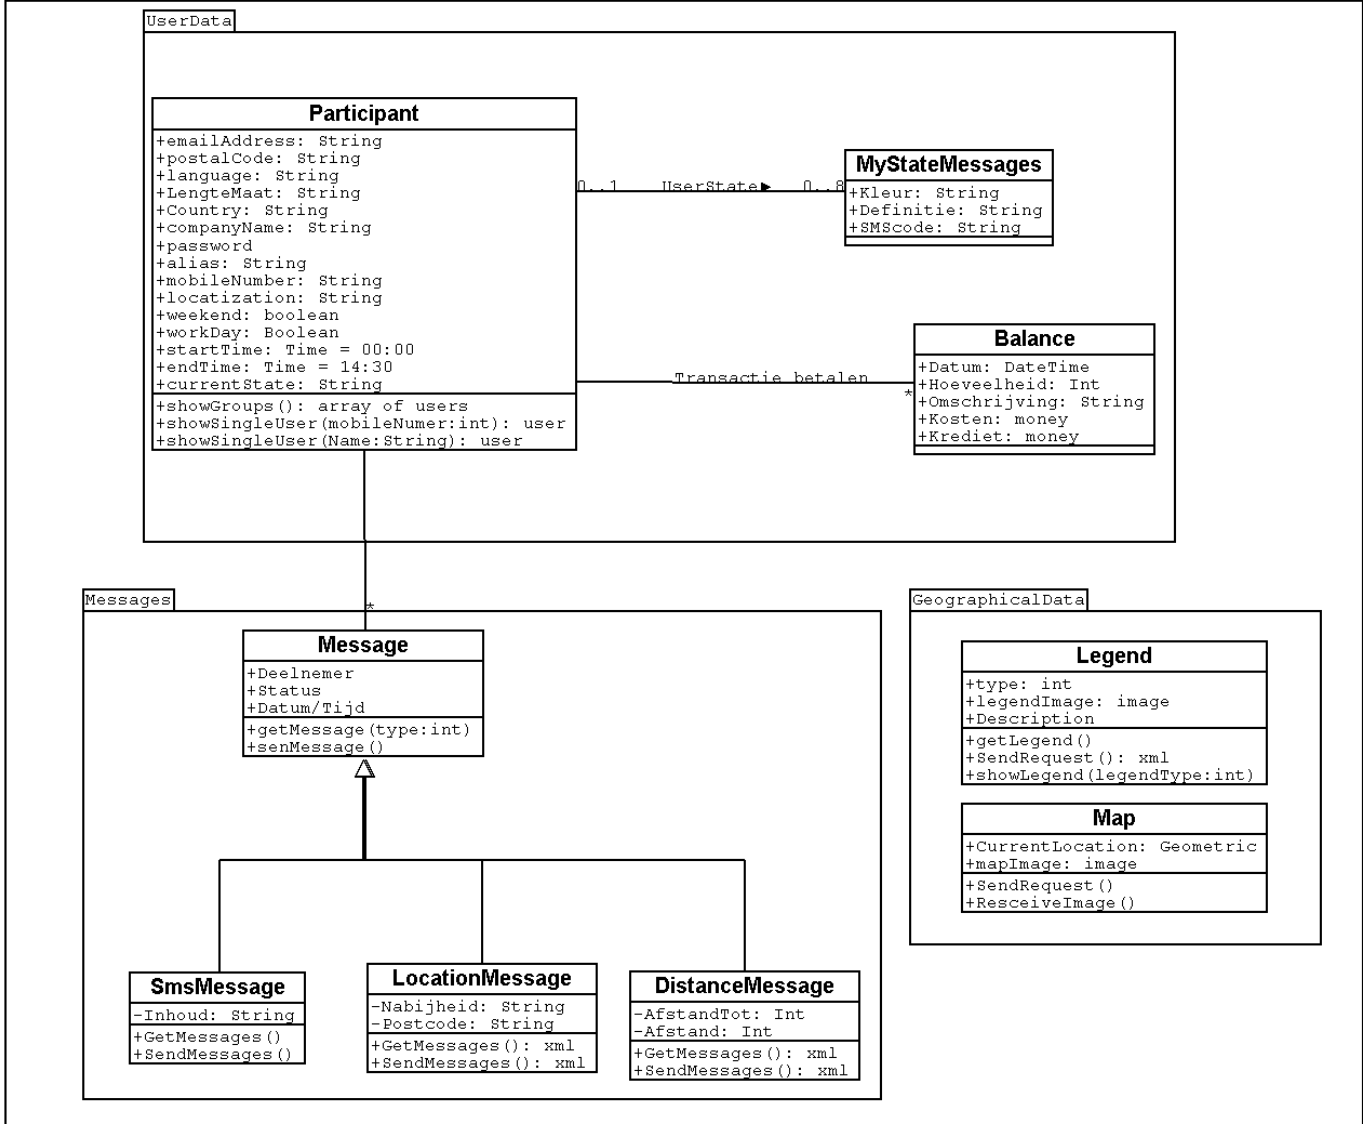 UserData
Participant
+emailAddress: String
+postalCode: String
+language: String
+LengteMaat: String
+Country: String
+companyName: String
+password
+alias: String
+mobileNumber: String
+locatization: String
+weekend: boolean
+workDay: Boolean
+startTime: Time = 00:00
+endTime: Time = 14:30
+currentState: String
+showGroups(): array of users
+showSingleUser(mobileNumer:int): user
+showSingleUser(Name:String): user
0..1 UserState▶ 0..8
MyStateMessages
+Kleur: String
+Definitie: String
+SMScode: String
Transactie betalen
*
Balance
+Datum: DateTime
+Hoeveelheid: Int
+Omschrijving: String
+Kosten: money
+Krediet: money
Messages
*
Message
+Deelnemer
+Status
+Datum/Tijd
+getMessage(type:int)
+senMessage()
SmsMessage
-Inhoud: String
+GetMessages()
+SendMessages()
LocationMessage
-Nabijheid: String
-Postcode: String
+GetMessages(): xml
+SendMessages(): xml
DistanceMessage
-AfstandTot: Int
-Afstand: Int
+GetMessages(): xml
+SendMessages(): xml
GeographicalData
Legend
+type: int
+legendImage: image
+Description
+getLegend()
+SendRequest(): xml
+showLegend(legendType:int)
Map
+CurrentLocation: Geometric
+mapImage: image
+SendRequest()
+ResceiveImage()